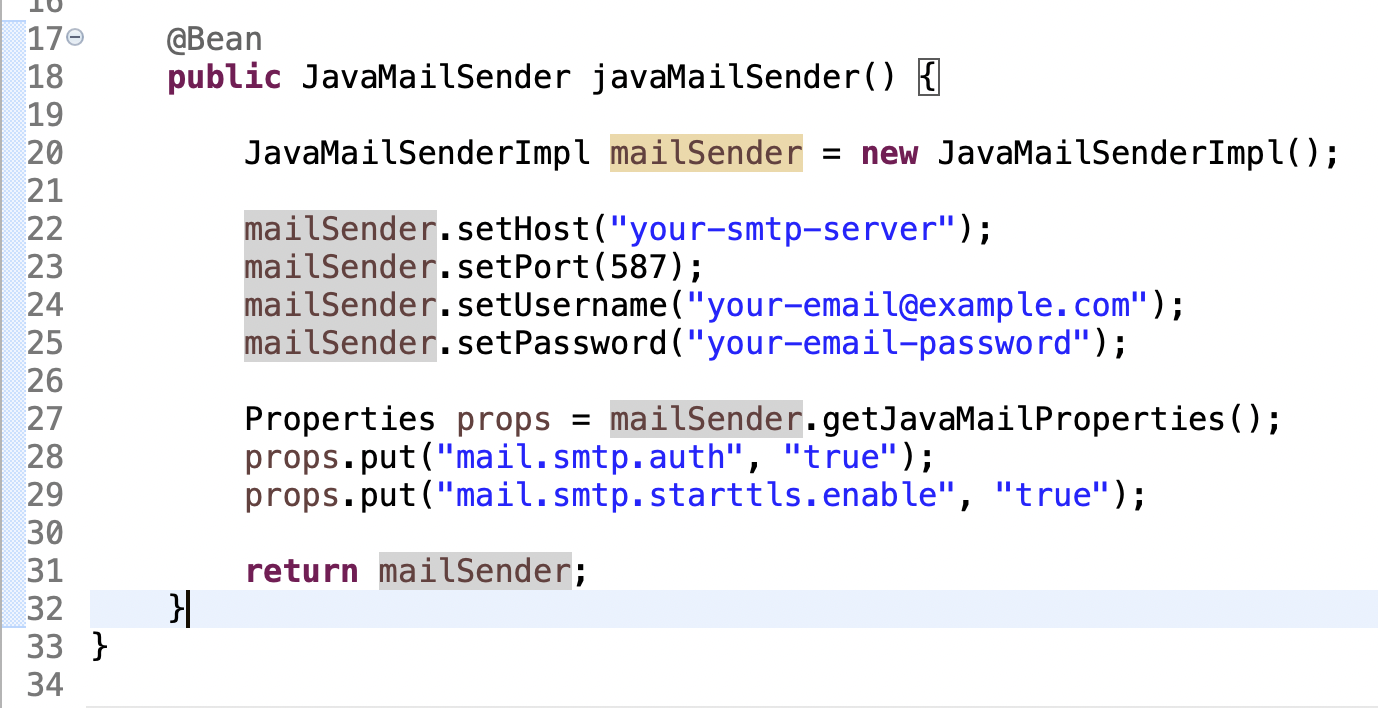 16
17 @Bean
18 public JavaMailSender javaMailSender() {
19
20 JavaMailSenderImpl mailSender = new JavaMailSenderImpl();
21
22 mailSender.setHost("your-smtp-server");
23 mailSender.setPort(587);
24 mailSender.setUsername("your-email@example.com");
25 mailSender.setPassword("your-email-password");
26
27 Properties props = mailSender.getJavaMailProperties();
28 props.put("mail.smtp.auth", "true");
29 props.put("mail.smtp.starttls.enable", "true");
30
31 return mailSender;
32 }
33 }
34